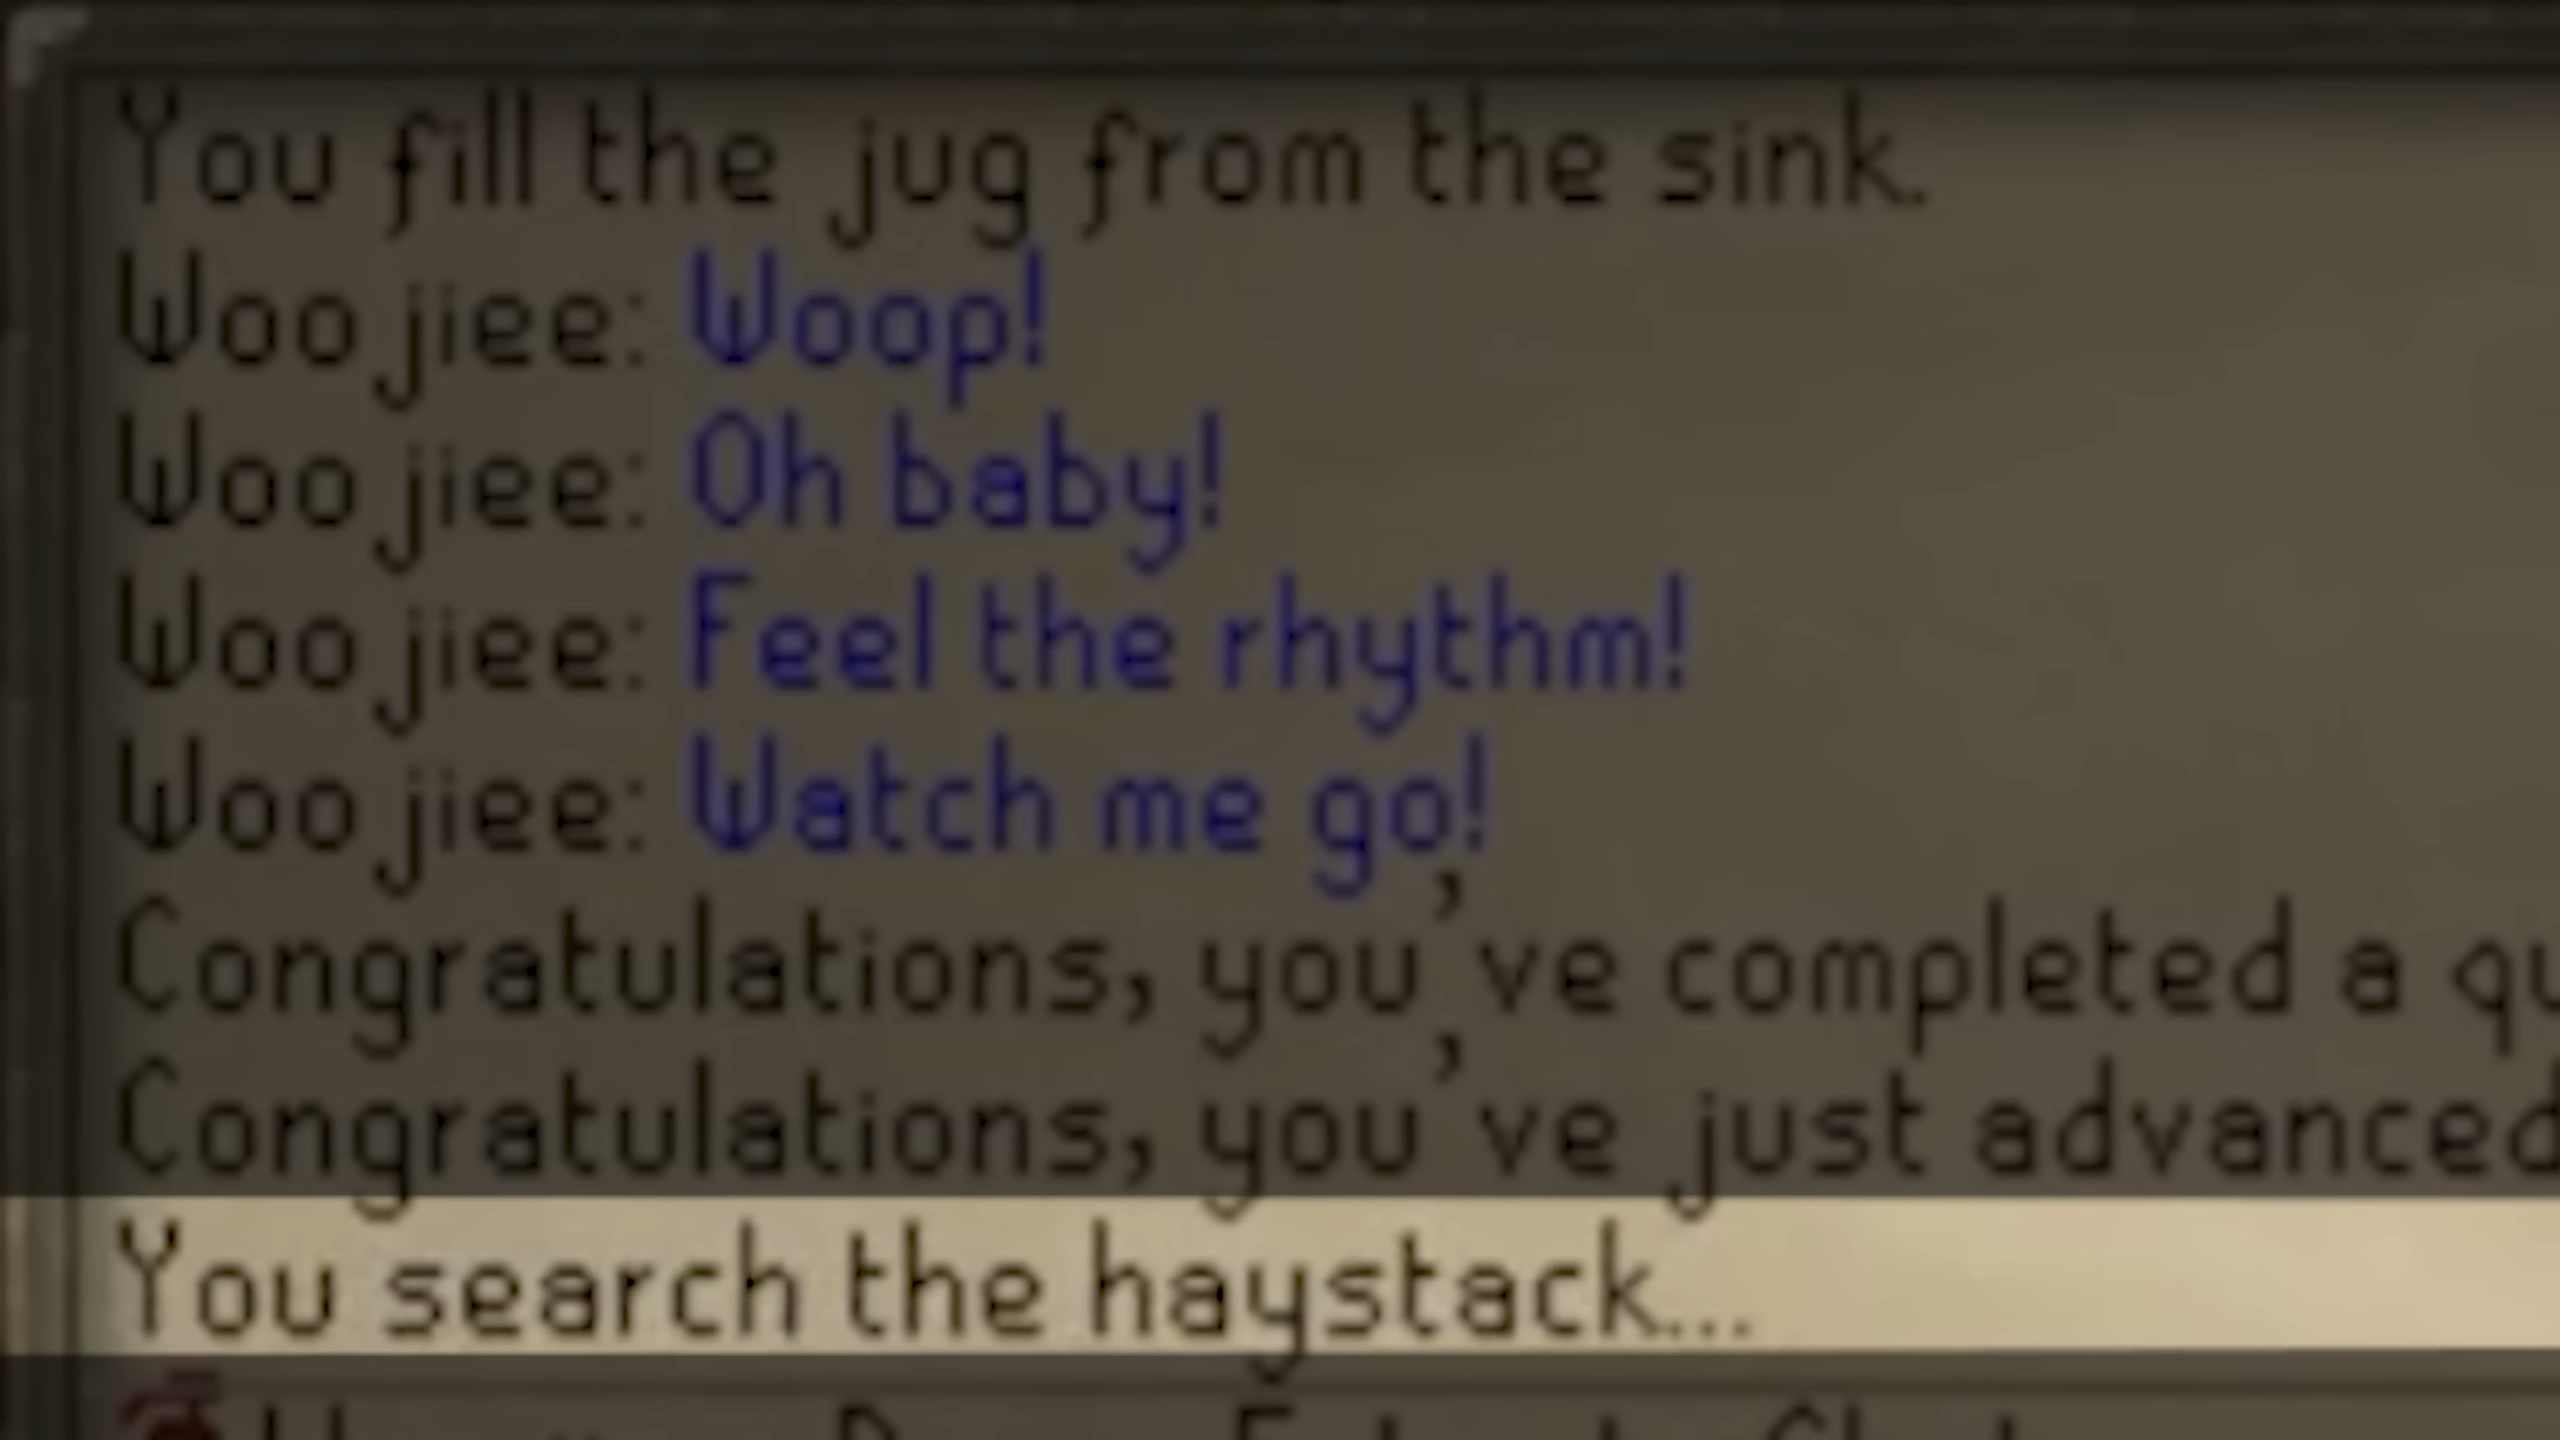 You fill the jug from the sink.
Woojiee: Woop!
Woojiee: Oh baby!
Woojiee: Feel the rhythm!
Woojiee: Watch me go!
Congratulations, you've completed a
Congratulations, you've just advanced
You search the haystack...